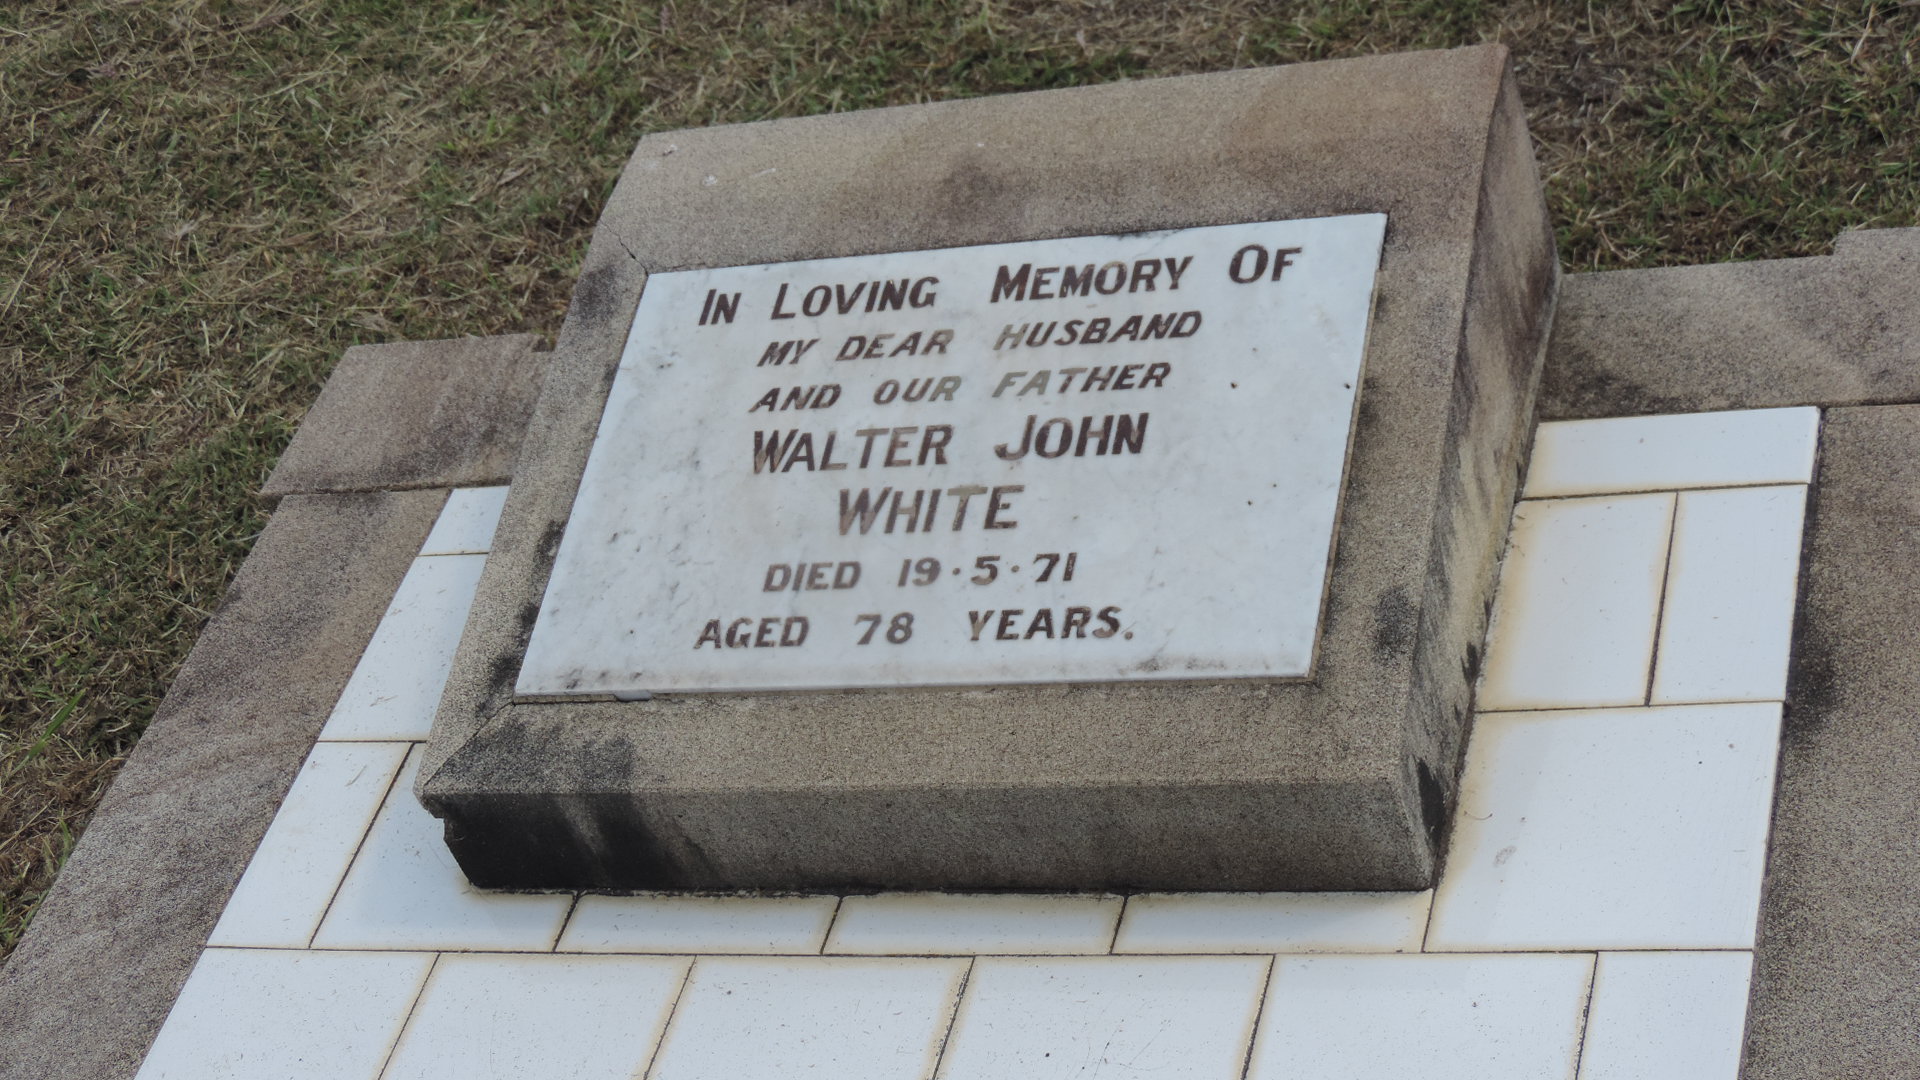 IN LOVING MEMORY OF
MY DEAR HUSBAND
AND OUR FATHER
WALTER JOHN
WHITE
DIED 19·5·71
AGED 78 YEARS.